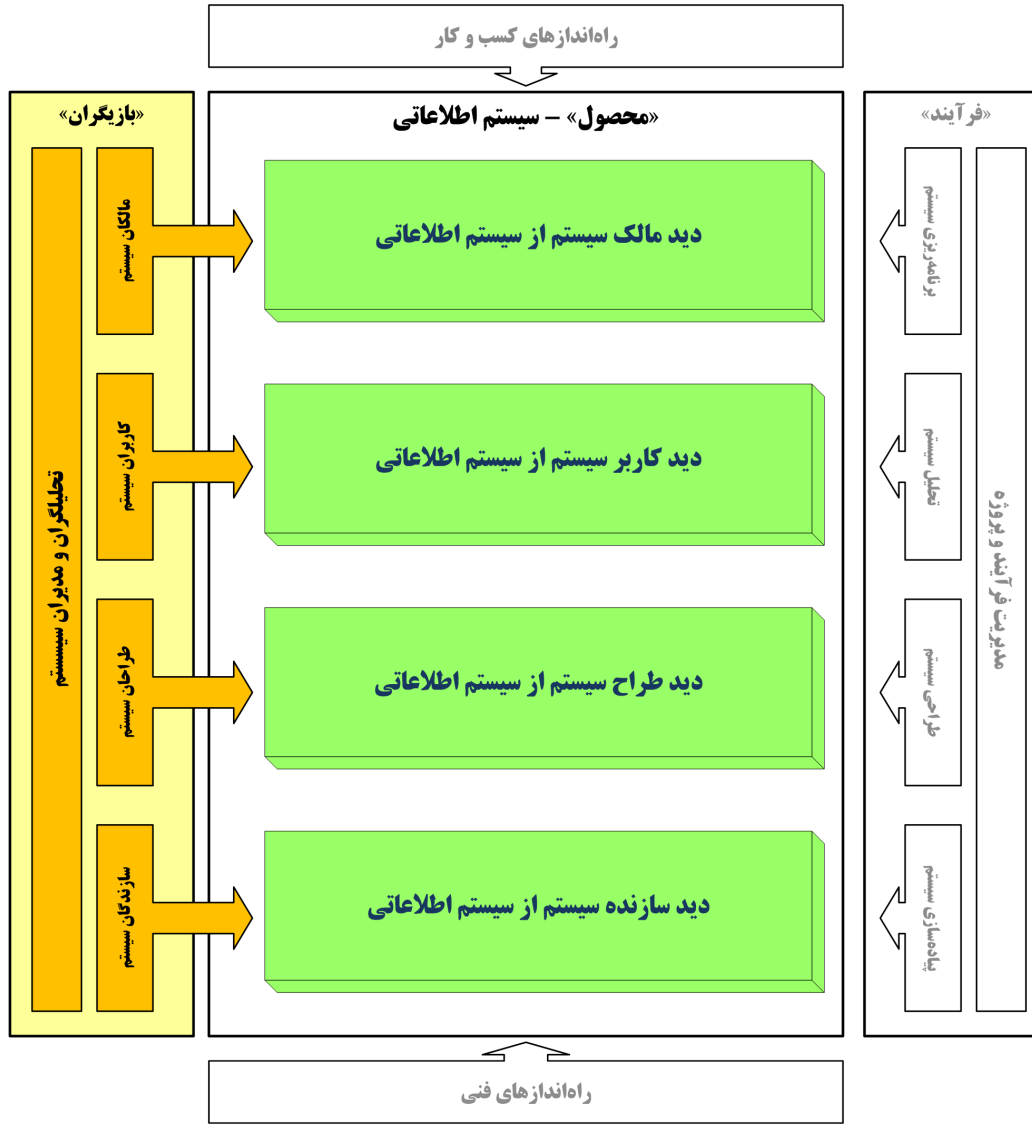 راه‌اندازهای کسب و کار
«بازیگران»
«محصول» – سیستم اطلاعاتی
«فرآیند»
تحلیلگران و مدیران سیستم
مالکان سیستم
دید مالک سیستم از سیستم اطلاعاتی
برنامه‌ریزی سیستم
کاربران سیستم
دید کاربر سیستم از سیستم اطلاعاتی
تحلیل سیستم
مدیریت فرآیند و پروژه
طراحان سیستم
دید طراح سیستم از سیستم اطلاعاتی
طراحی سیستم
سازندگان سیستم
دید سازنده سیستم از سیستم اطلاعاتی
پیاده‌سازی سیستم
راه‌اندازهای فنی